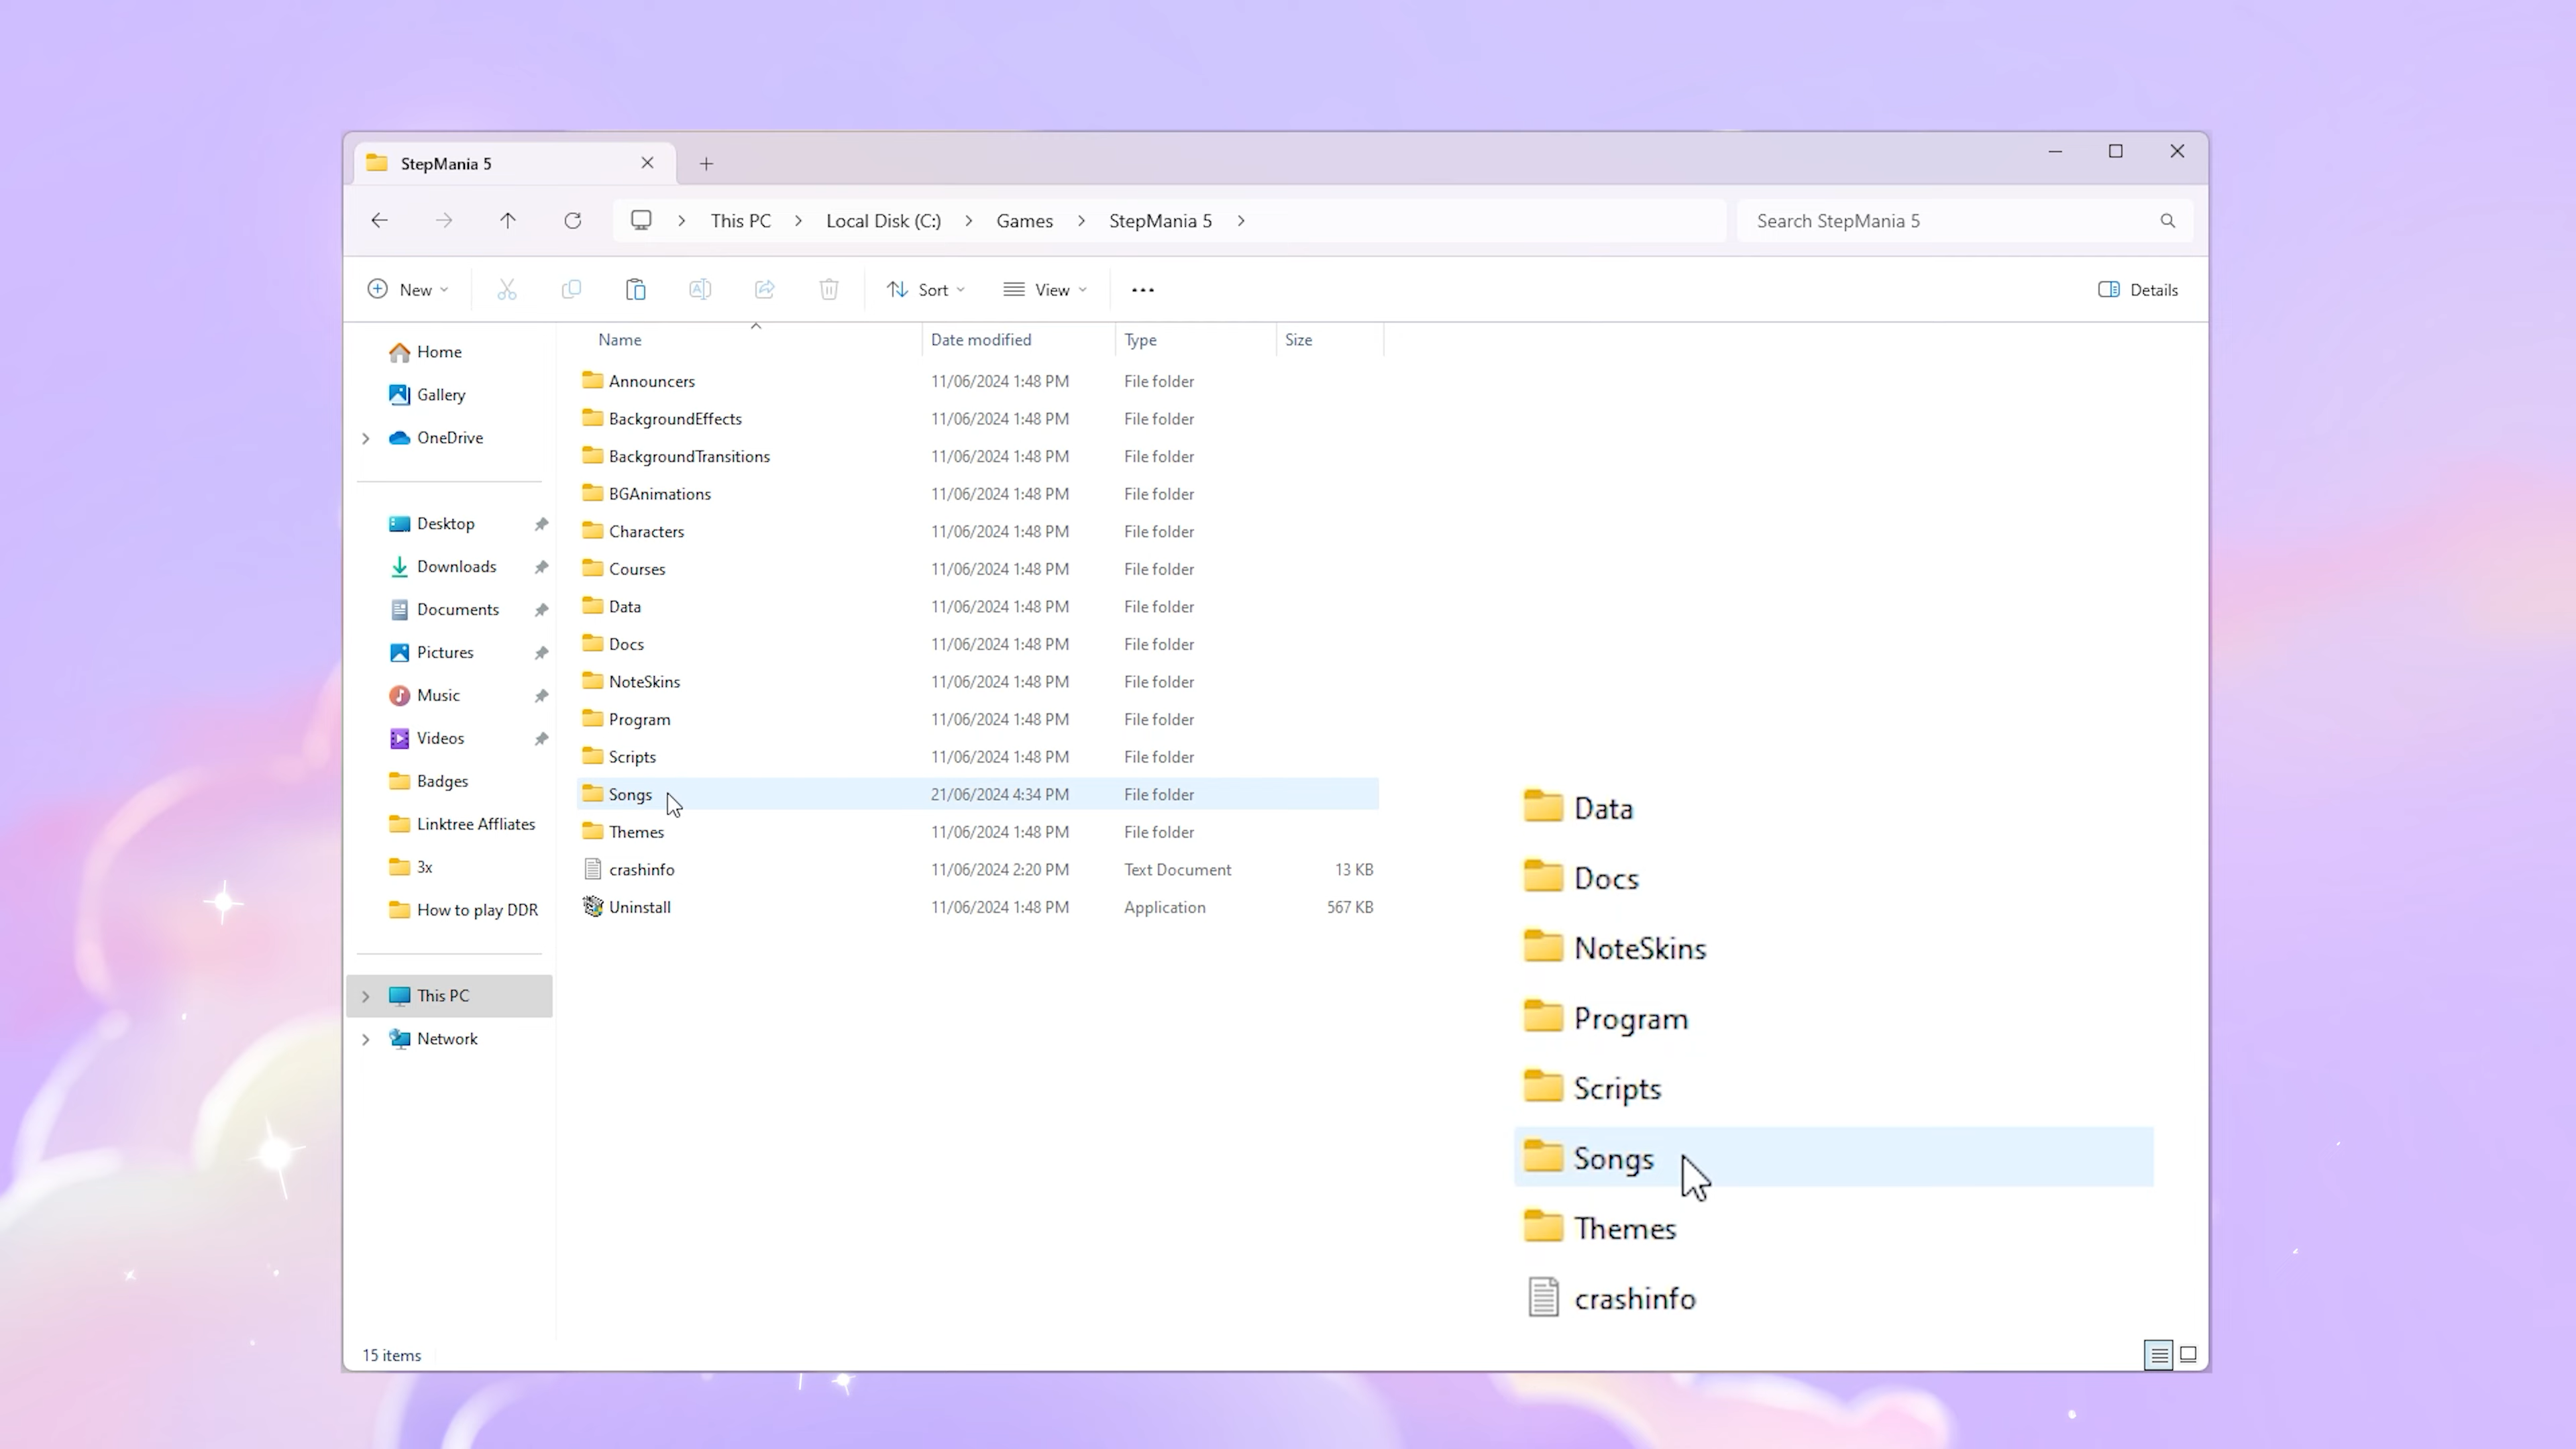 StepMania 5
This PC > Local Disk (C:) > Games > StepMania 5 >
Search StepMania 5
New
Sort
View
Details
Home
Gallery
OneDrive
Desktop
Downloads
Documents
Pictures
Music
Videos
Badges
Linktree Affliates
3x
How to play DDR
This PC
Network
Name Date modified Type Size
Announcers 11/06/2024 1:48 PM File folder
BackgroundEffects 11/06/2024 1:48 PM File folder
BackgroundTransitions 11/06/2024 1:48 PM File folder
BGAnimations 11/06/2024 1:48 PM File folder
Characters 11/06/2024 1:48 PM File folder
Courses 11/06/2024 1:48 PM File folder
Data 11/06/2024 1:48 PM File folder
Docs 11/06/2024 1:48 PM File folder
NoteSkins 11/06/2024 1:48 PM File folder
Program 11/06/2024 1:48 PM File folder
Scripts 11/06/2024 1:48 PM File folder
Songs 21/06/2024 4:34 PM File folder
Themes 11/06/2024 1:48 PM File folder
crashinfo 11/06/2024 2:20 PM Text Document 13 KB
Uninstall 11/06/2024 1:48 PM Application 567 KB
Data
Docs
NoteSkins
Program
Scripts
Songs
Themes
crashinfo
15 items